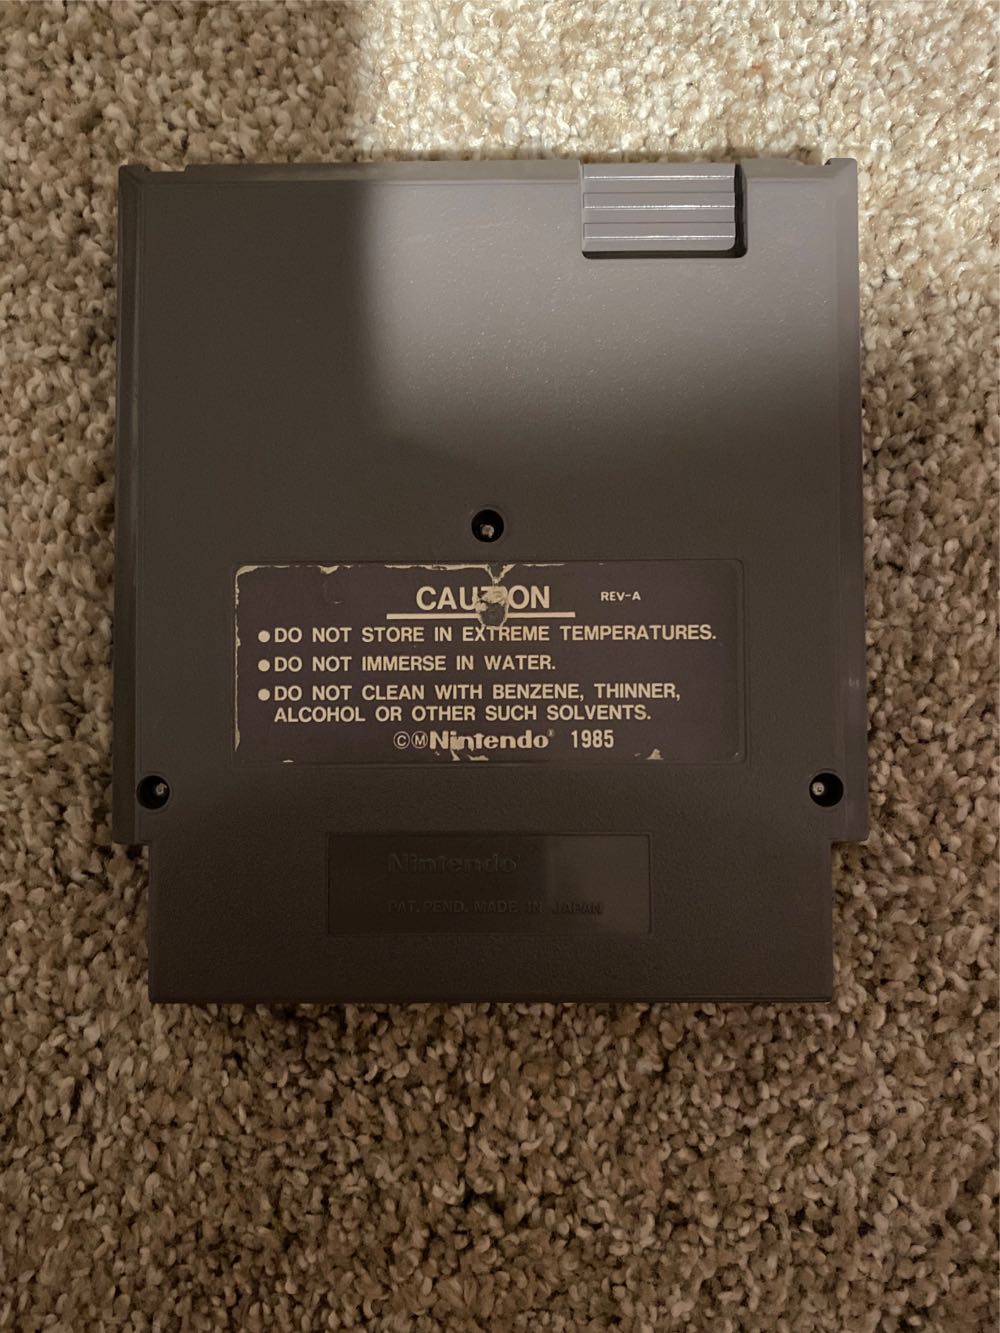 CAUTION REV-A
● DO NOT STORE IN EXTREME TEMPERATURES.
● DO NOT IMMERSE IN WATER.
● DO NOT CLEAN WITH BENZENE, THINNER,
ALCOHOL OR OTHER SUCH SOLVENTS.
©Ⓜ Nintendo® 1985
Nintendo®
PAT. PEND. MADE IN JAPAN